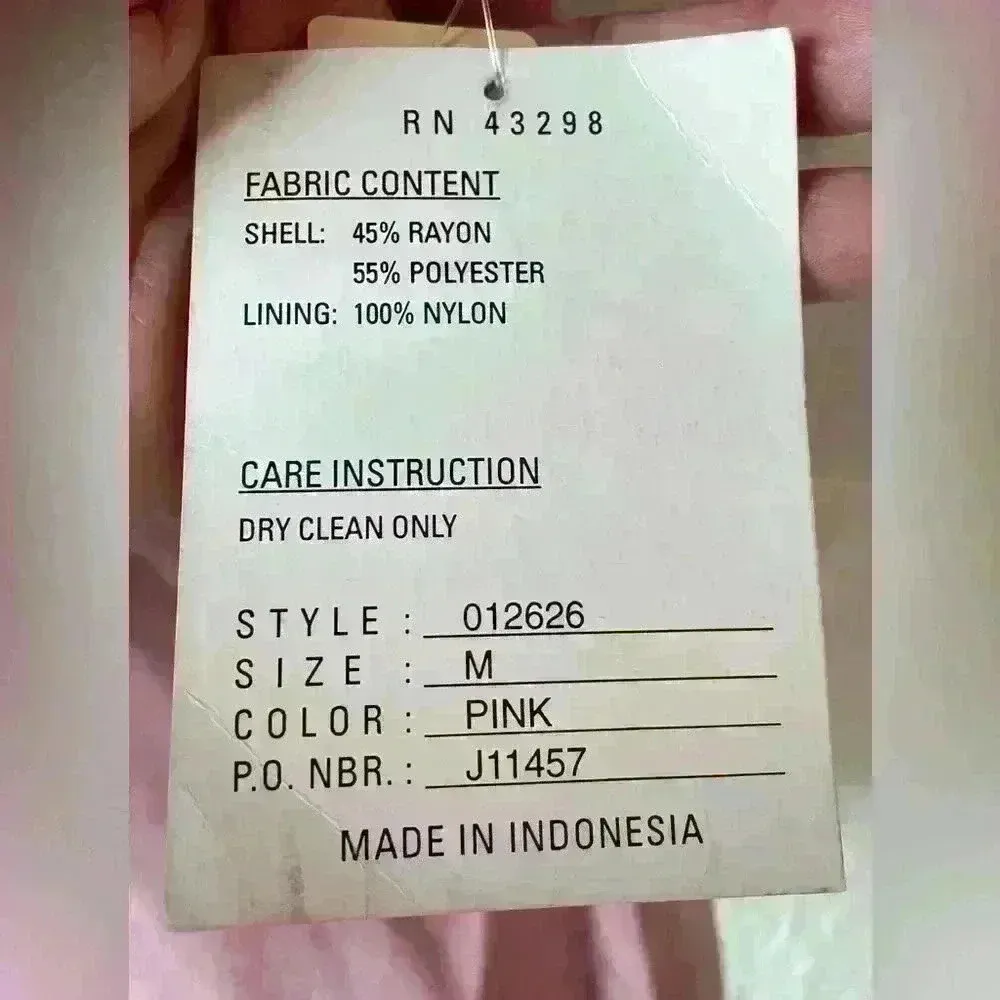 RN 43298
FABRIC CONTENT
SHELL: 45% RAYON
55% POLYESTER
LINING: 100% NYLON
CARE INSTRUCTION
DRY CLEAN ONLY
STYLE : 012626
SIZE : M
COLOR : PINK
P.O. NBR. : J11457
MADE IN INDONESIA